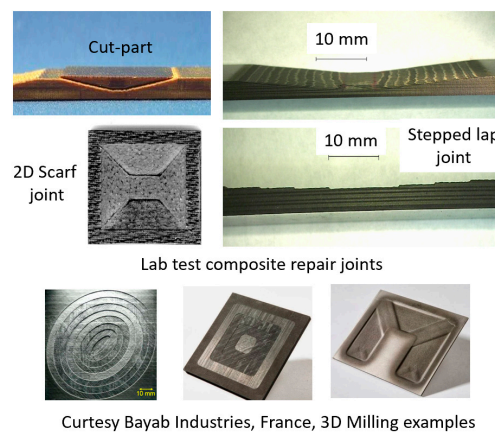 Cut-part
10 mm
2D Scarf
joint
10 mm
Stepped lap
joint
Lab test composite repair joints
10 mm
Curtesy Bayab Industries, France, 3D Milling examples